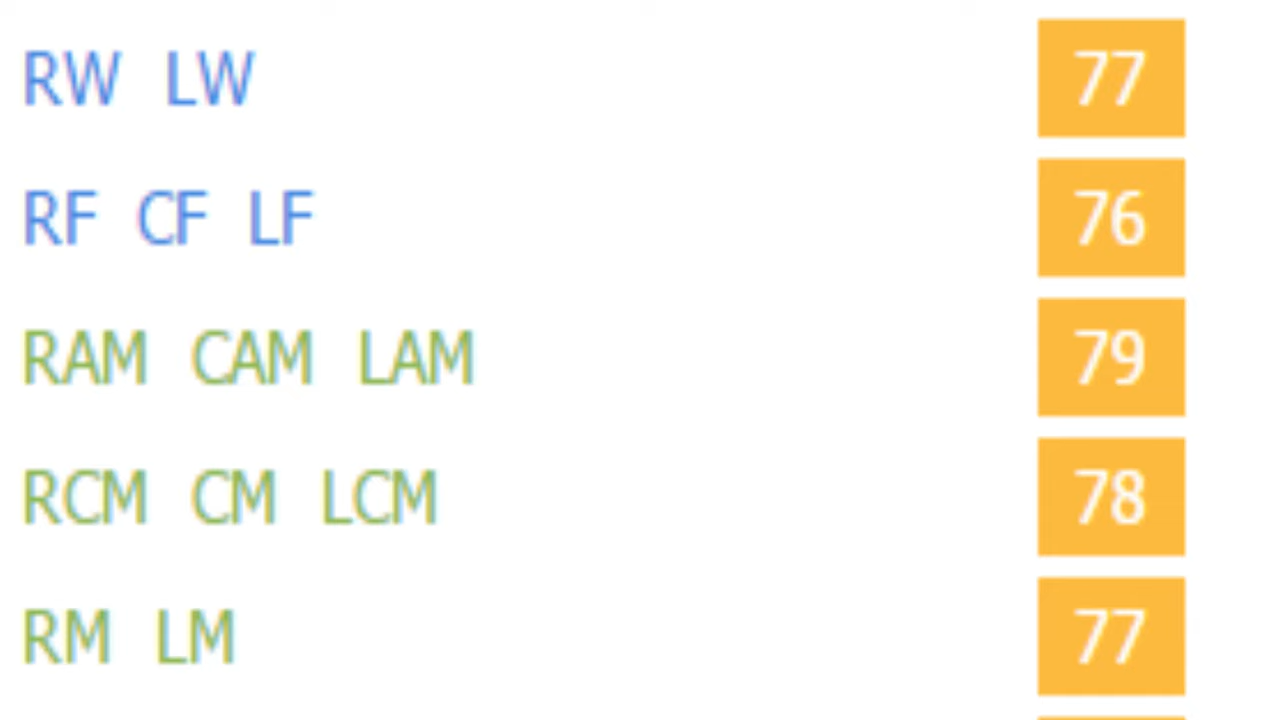 RW LW 77
RF CF LF 76
RAM CAM LAM 79
RCM CM LCM 78
RM LM 77